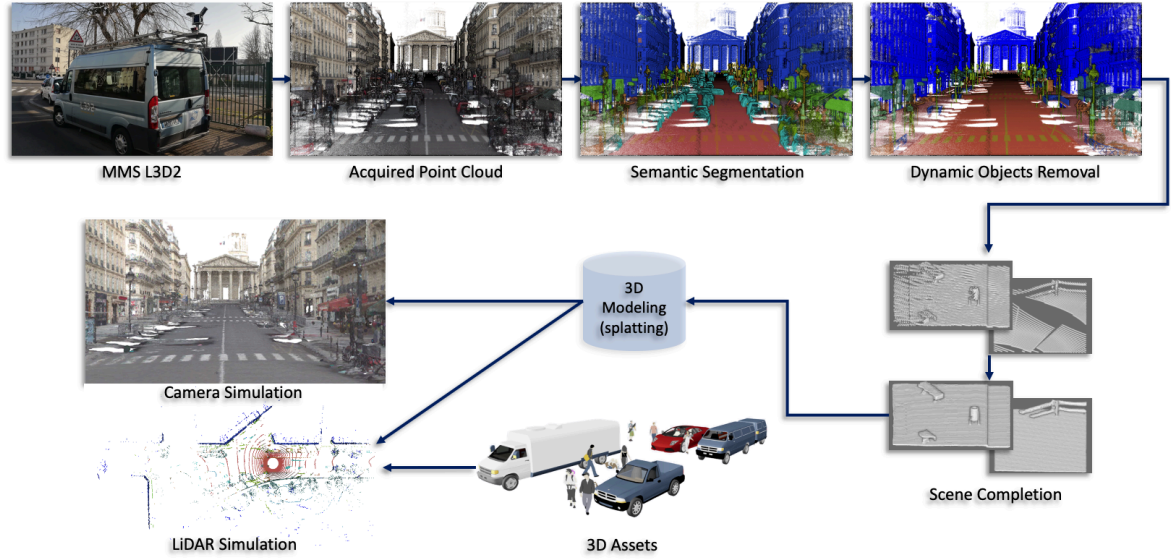 MMS L3D2
Acquired Point Cloud
Semantic Segmentation
Dynamic Objects Removal
3D
Modeling
(splatting)
Camera Simulation
Scene Completion
LiDAR Simulation
3D Assets